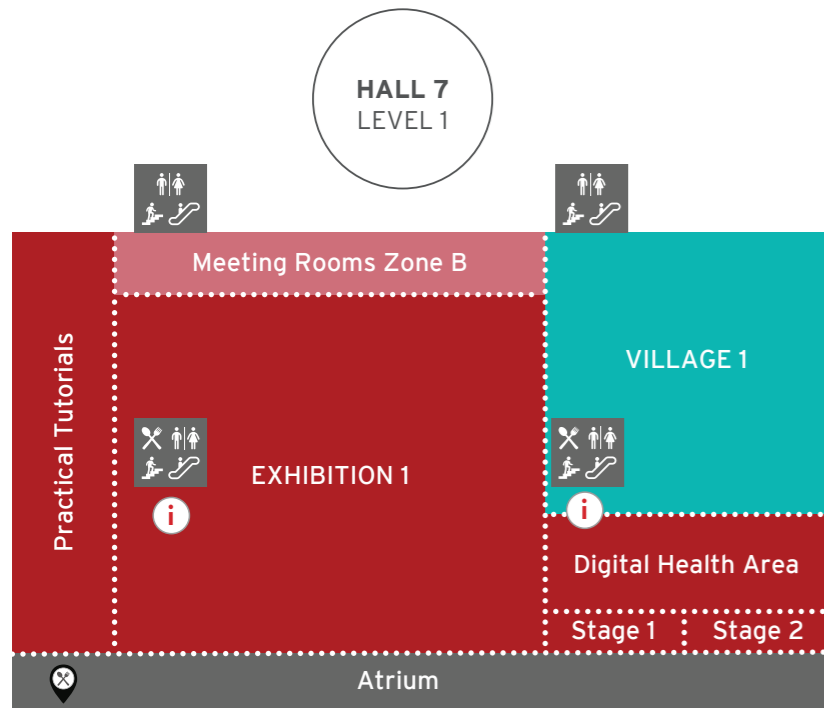 HALL 7
LEVEL 1
Meeting Rooms Zone B
Practical Tutorials
VILLAGE 1
EXHIBITION 1
i
i
Digital Health Area
Stage 1
Stage 2
Atrium